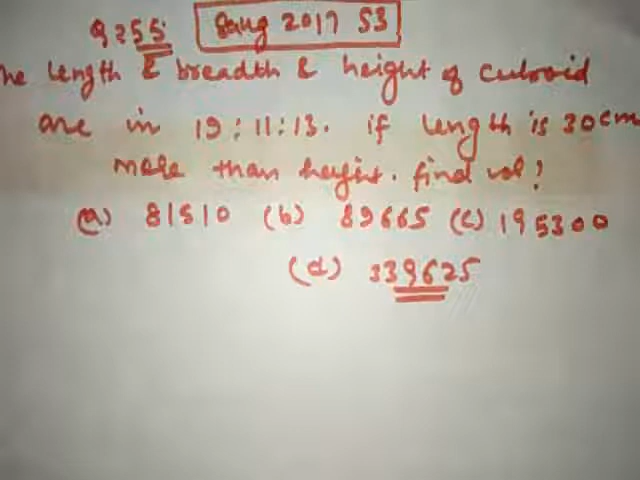 Q255. 8aug 2017 S3
he length & breadth & height of cuboid
are in 19:11:13. if length is 30cm
more than height. find vol?
(a) 81510 (b) 89665 (c) 195300
(d) 339625